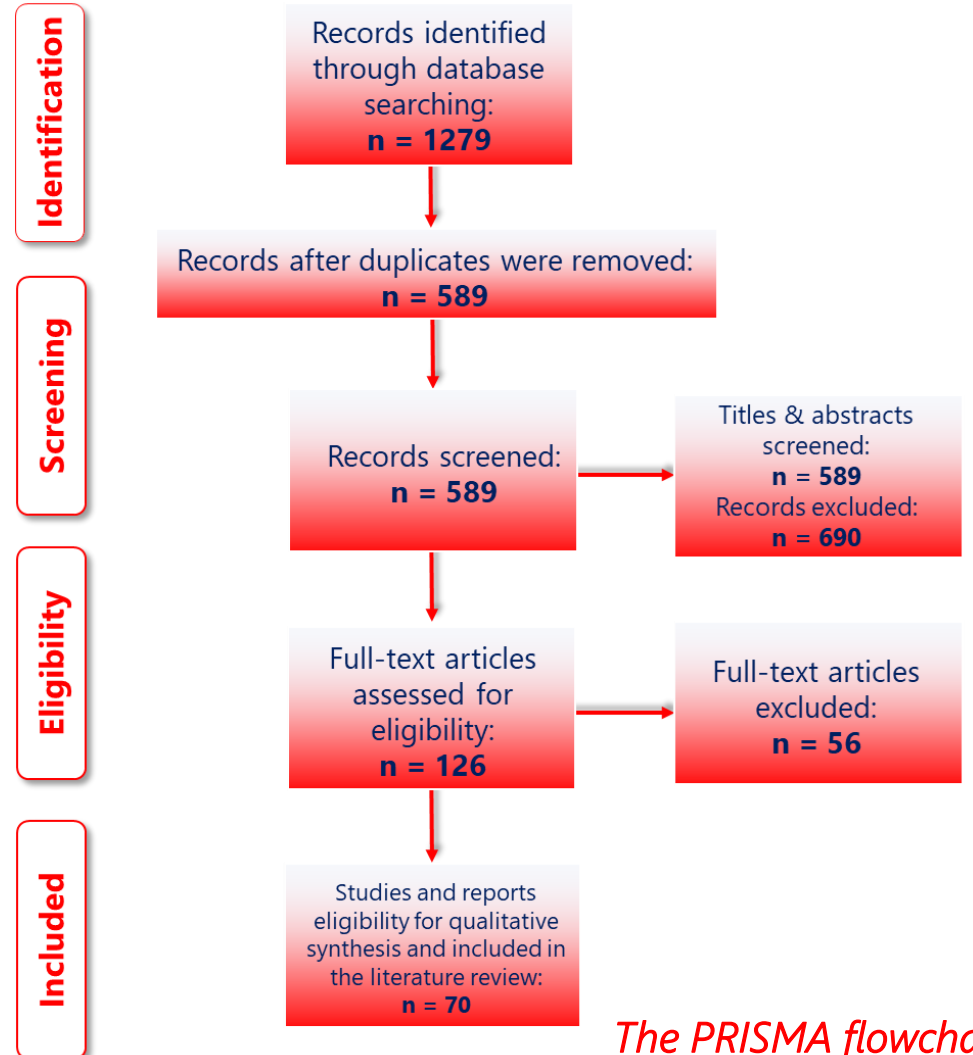 Identification
Records identified
through database
searching:
n = 1279
Records after duplicates were removed:
n = 589
Screening
Records screened:
n = 589
Titles & abstracts
screened:
n = 589
Records excluded:
n = 690
Eligibility
Full-text articles
assessed for
eligibility:
n = 126
Full-text articles
excluded:
n = 56
Included
Studies and reports
eligibility for qualitative
synthesis and included in
the literature review:
n = 70
The PRISMA